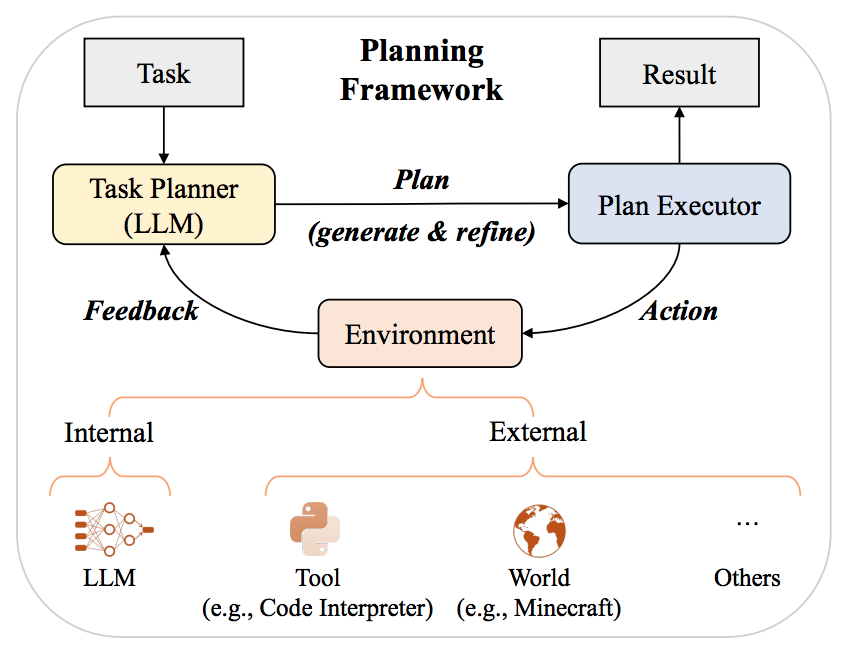 Planning
Framework
Task
Result
Task Planner
(LLM)
Plan
(generate & refine)
Plan Executor
Feedback
Environment
Action
Internal
External
...
LLM
Tool
(e.g., Code Interpreter)
World
(e.g., Minecraft)
Others